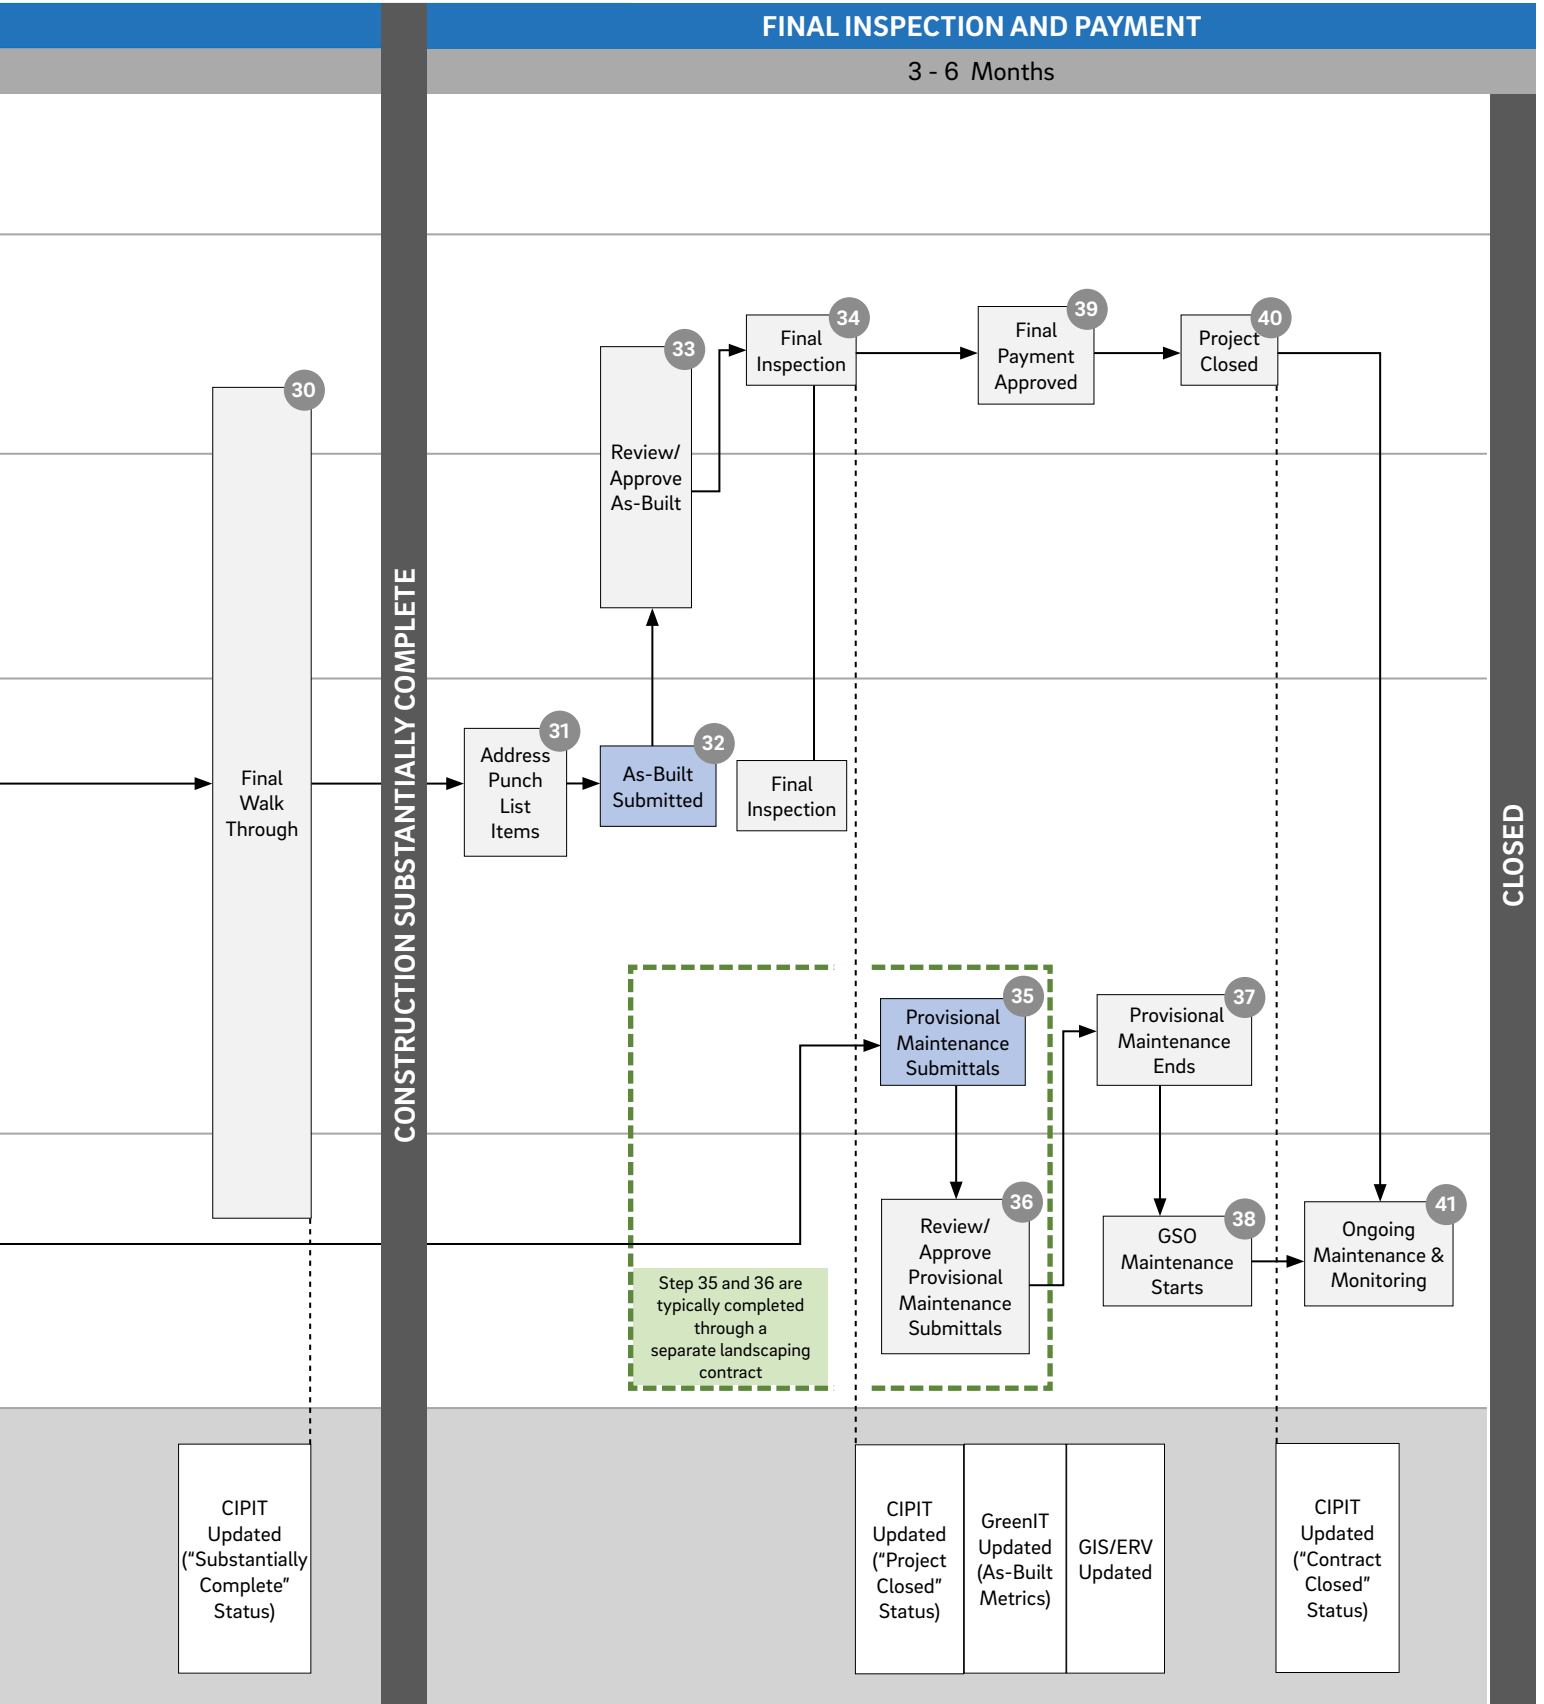 FINAL INSPECTION AND PAYMENT
3 - 6 Months
CONSTRUCTION SUBSTANTIALLY COMPLETE
CLOSED
30
Final
Walk
Through
31
Address
Punch
List
Items
32
As-Built
Submitted
33
Review/
Approve
As-Built
34
Final
Inspection
Final
Inspection
39
Final
Payment
Approved
40
Project
Closed
35
Provisional
Maintenance
Submittals
36
Review/
Approve
Provisional
Maintenance
Submittals
37
Provisional
Maintenance
Ends
38
GSO
Maintenance
Starts
41
Ongoing
Maintenance &
Monitoring
Step 35 and 36 are
typically completed
through a
separate landscaping
contract
CIPIT
Updated
(“Substantially
Complete”
Status)
CIPIT
Updated
(“Project
Closed”
Status)
GreenIT
Updated
(As-Built
Metrics)
GIS/ERV
Updated
CIPIT
Updated
(“Contract
Closed”
Status)